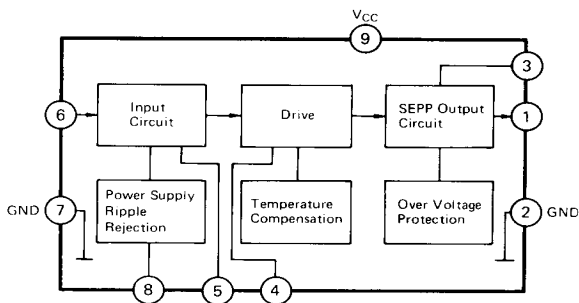 VCC
9
3
6
Input
Circuit
Drive
SEPP Output
Circuit
1
GND
7
Power Supply
Ripple
Rejection
Temperature
Compensation
Over Voltage
Protection
2
GND
8
5
4